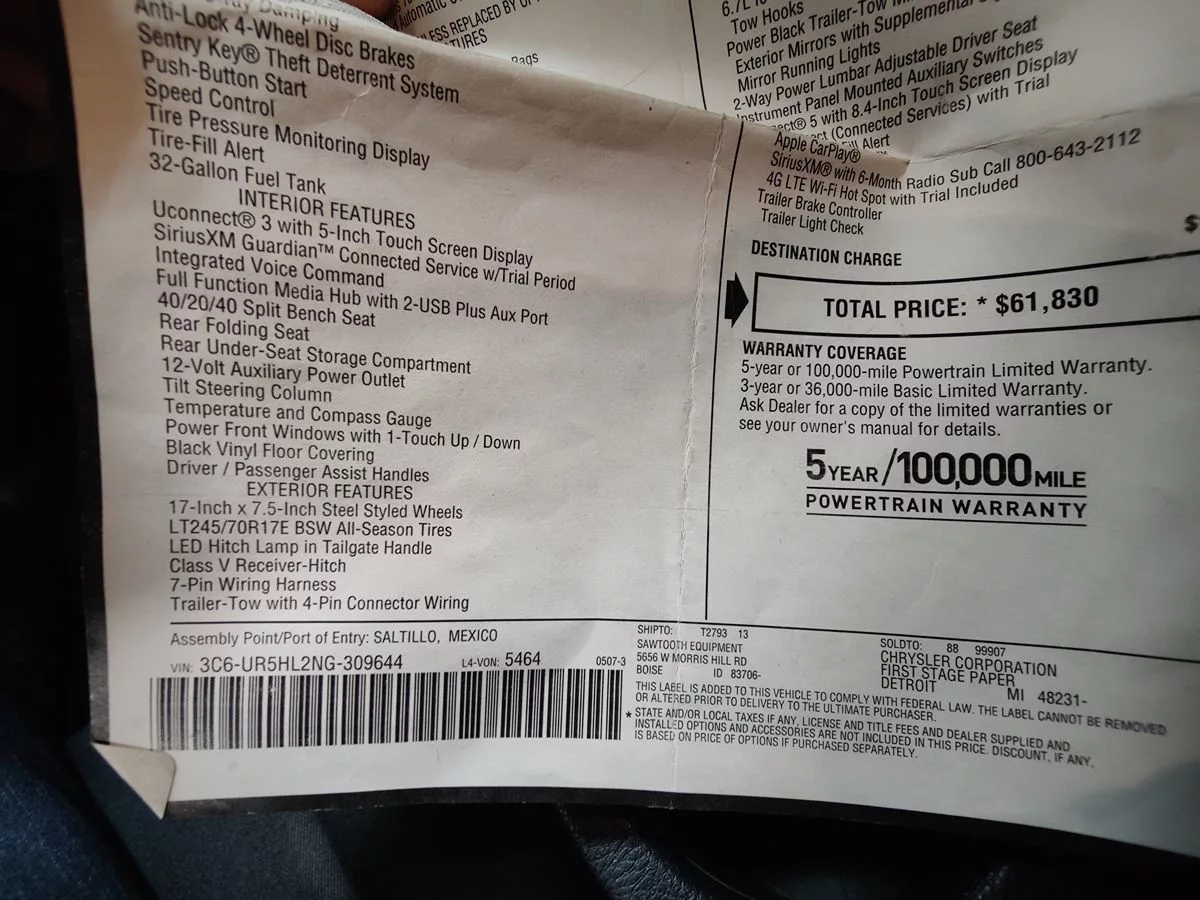 Damping
Anti-Lock 4-Wheel Disc Brakes
Sentry Key® Theft Deterrent System
Push-Button Start
Speed Control
Tire Pressure Monitoring Display
Tire-Fill Alert
32-Gallon Fuel Tank
INTERIOR FEATURES
Uconnect® 3 with 5-Inch Touch Screen Display
SiriusXM Guardian™ Connected Service w/Trial Period
Integrated Voice Command
Full Function Media Hub with 2-USB Plus Aux Port
40/20/40 Split Bench Seat
Rear Folding Seat
Rear Under-Seat Storage Compartment
12-Volt Auxiliary Power Outlet
Tilt Steering Column
Temperature and Compass Gauge
Power Front Windows with 1-Touch Up / Down
Black Vinyl Floor Covering
Driver / Passenger Assist Handles
EXTERIOR FEATURES
17-Inch x 7.5-Inch Steel Styled Wheels
LT245/70R17E BSW All-Season Tires
LED Hitch Lamp in Tailgate Handle
Class V Receiver-Hitch
7-Pin Wiring Harness
Trailer-Tow with 4-Pin Connector Wiring
Automatic
REPLACED BY
6.7L
Tow Hooks
Power Black Trailer-Tow
Exterior Mirrors with Supplemental
Mirror Running Lights
2-Way Power Lumbar Adjustable Driver Seat
Instrument Panel Mounted Auxiliary Switches
5 with 8.4-Inch Touch Screen Display
(Connected Services) with Trial
Alert
Apple CarPlay®
SiriusXM® with 6-Month Radio Sub Call 800-643-2112
4G LTE Wi-Fi Hot Spot with Trial Included
Trailer Brake Controller
Trailer Light Check
$
DESTINATION CHARGE
TOTAL PRICE: * $61,830
WARRANTY COVERAGE
5-year or 100,000-mile Powertrain Limited Warranty.
3-year or 36,000-mile Basic Limited Warranty.
Ask Dealer for a copy of the limited warranties or
see your owner's manual for details.
5 YEAR/100,000 MILE
POWERTRAIN WARRANTY
Assembly Point/Port of Entry: SALTILLO, MEXICO
VIN: 3C6-UR5HL2NG-309644 L4-VON: 5464 0507-3
SHIPTO: T2793 13
SAWTOOTH EQUIPMENT
5656 W MORRIS HILL RD
BOISE ID 83706-
SOLDTO: 88 99907
CHRYSLER CORPORATION
FIRST STAGE PAPER
DETROIT MI 48231-
THIS LABEL IS ADDED TO THIS VEHICLE TO COMPLY WITH FEDERAL LAW. THE LABEL CANNOT BE REMOVED
OR ALTERED PRIOR TO DELIVERY TO THE ULTIMATE PURCHASER.
* STATE AND/OR LOCAL TAXES IF ANY, LICENSE AND TITLE FEES AND DEALER SUPPLIED AND
INSTALLED OPTIONS AND ACCESSORIES ARE NOT INCLUDED IN THIS PRICE. DISCOUNT, IF ANY,
IS BASED ON PRICE OF OPTIONS IF PURCHASED SEPARATELY.